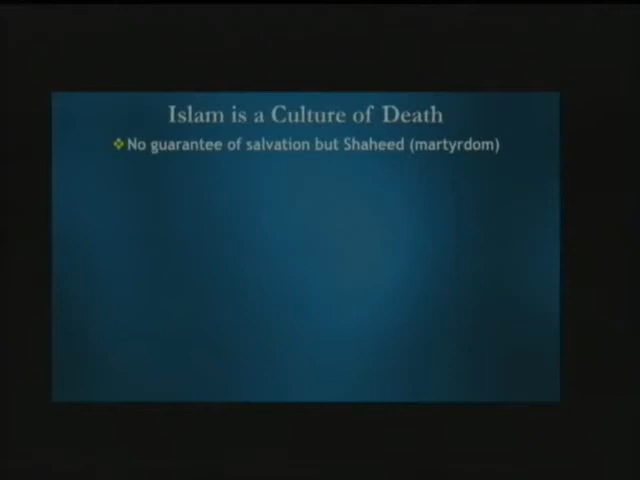 Islam is a Culture of Death
No guarantee of salvation but Shaheed (martyrdom)